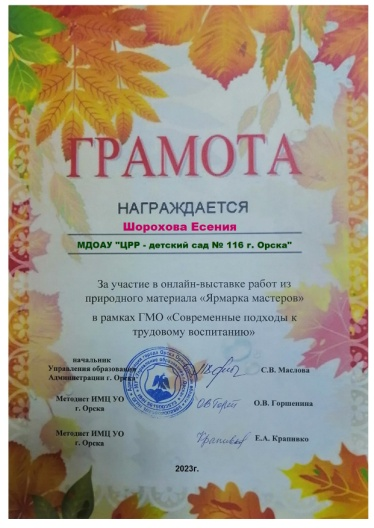 ГРАМОТА
НАГРАЖДАЕТСЯ
Шорохова Есения
МДОАУ "ЦРР - детский сад № 116 г. Орска"
За участие в онлайн-выставке работ из
природного материала «Ярмарка мастеров»
в рамках ГМО «Современные подходы к
трудовому воспитанию»
начальник
Управления образования
Администрации г. Орска
С.В. Маслова
Методист ИМЦ УО
г. Орска
О.В. Горшенина
Методист ИМЦ УО
г. Орска
Е.А. Крапивко
2023г.